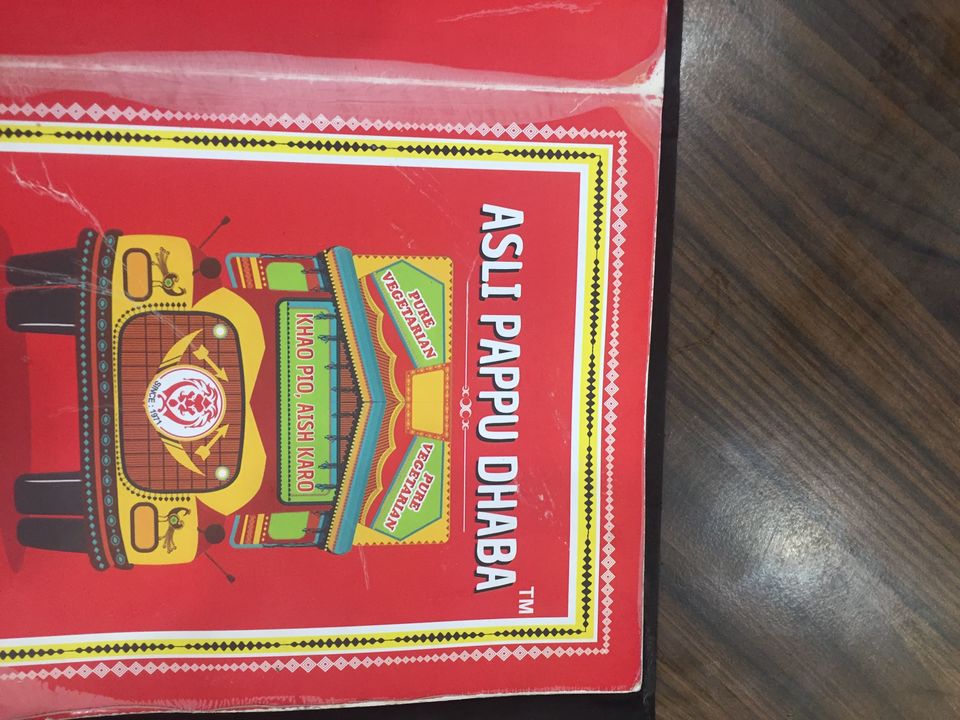 ASLI PAPPU DHABA™
PURE
VEGETARIAN
PURE
VEGETARIAN
KHAO PIO, AISH KARO
SINCE : 1971